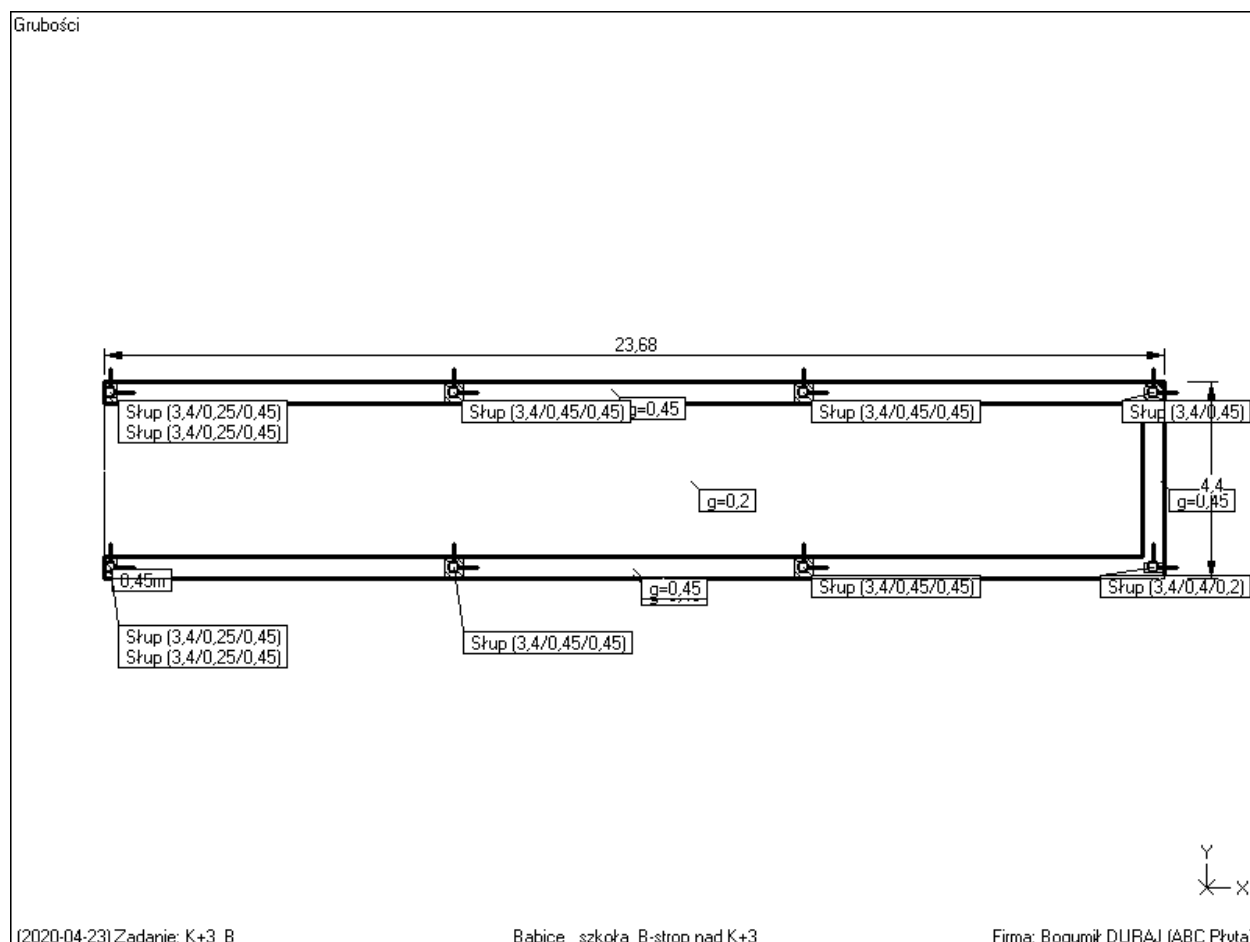 Grubości
23,68
Słup (3,4/0,25/0,45)
Słup (3,4/0,25/0,45)
Słup (3,4/0,45/0,45)
g=0,45
Słup (3,4/0,45/0,45)
Słup (3,4/0,45)
g=0,2
4,4
g=0,45
0,45m
g=0,45
Słup (3,4/0,45/0,45)
Słup (3,4/0,4/0,2)
Słup (3,4/0,25/0,45)
Słup (3,4/0,25/0,45)
Słup (3,4/0,45/0,45)
Y
X
(2020-04-23) Zadanie: K+3_B
Babice_ szkoła_B-strop nad K+3
Firma: Bogumił DURAJ (ABC Płyta